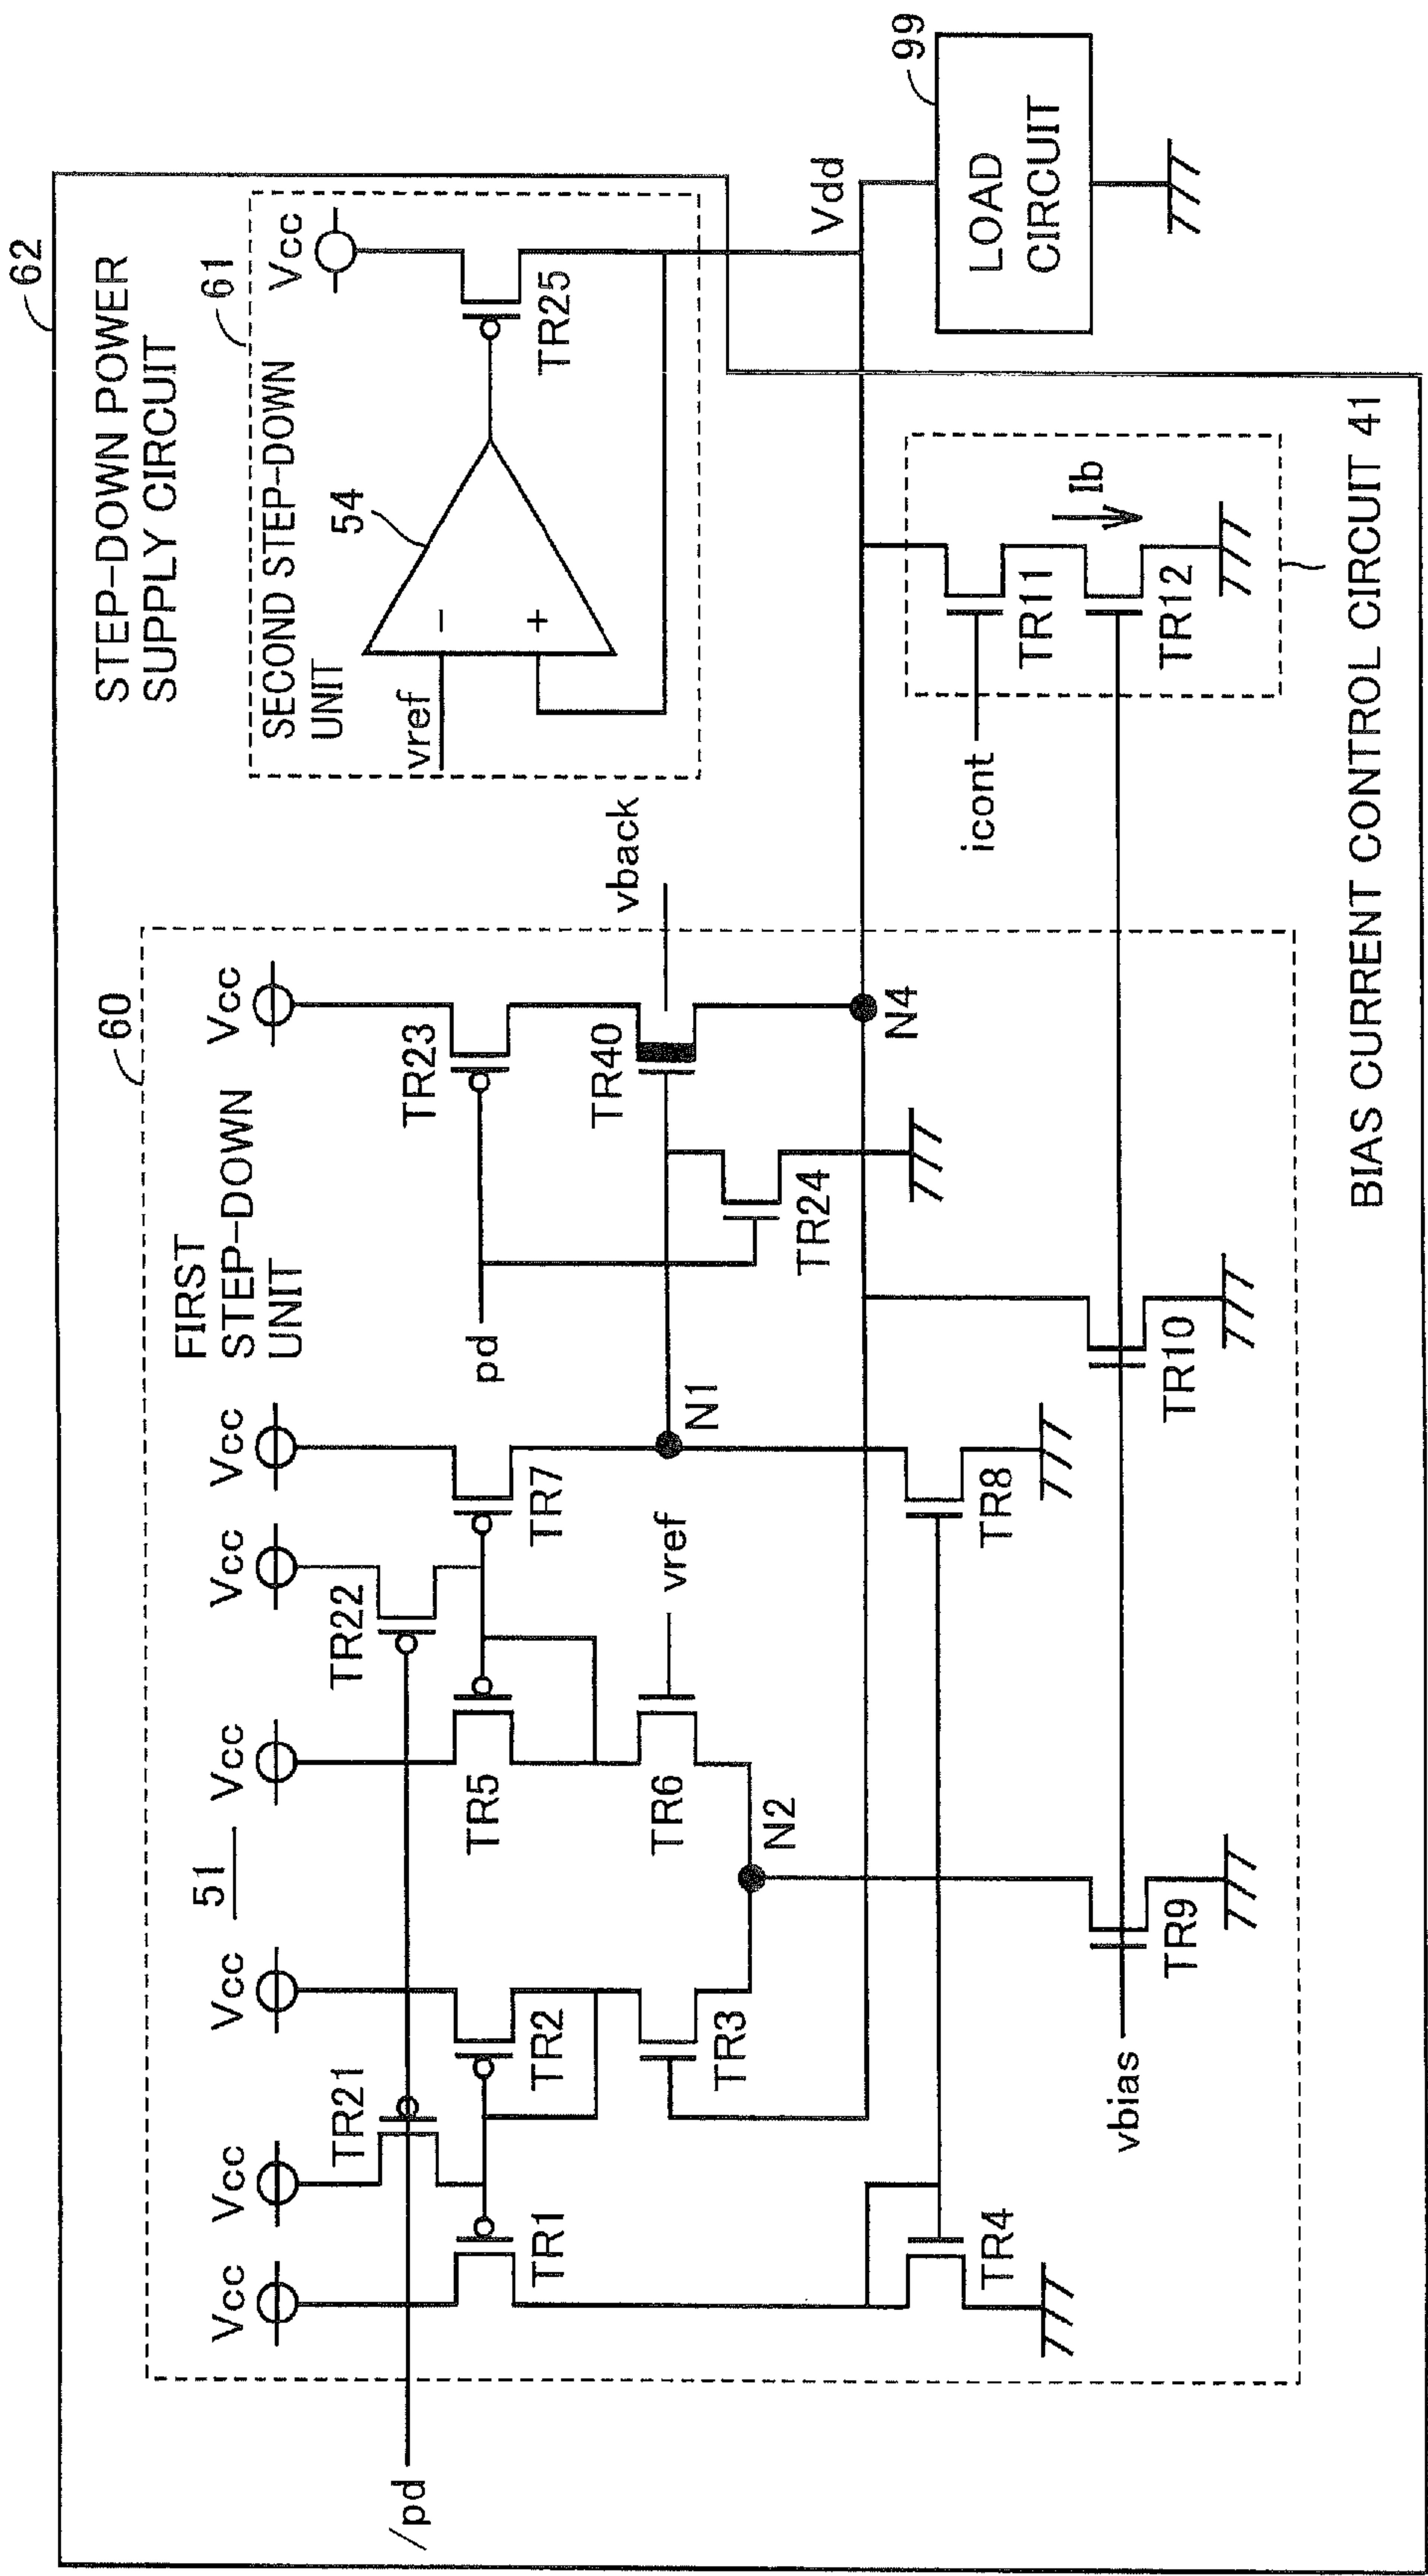 62
STEP-DOWN POWER
SUPPLY CIRCUIT
60
FIRST
STEP-DOWN
UNIT
51
61
SECOND STEP-DOWN
UNIT
Vcc
Vcc
Vcc
Vcc
Vcc
Vcc
Vcc
Vcc
/pd
TR21
TR22
TR1
TR2
TR5
TR7
pd
TR23
vref
54
TR25
TR3
TR6
vref
N1
TR40
vback
N2
TR24
Vdd
N4
99
LOAD
CIRCUIT
TR4
TR8
icont
TR11
Ib
vbias
TR9
TR10
TR12
BIAS CURRENT CONTROL CIRCUIT 41